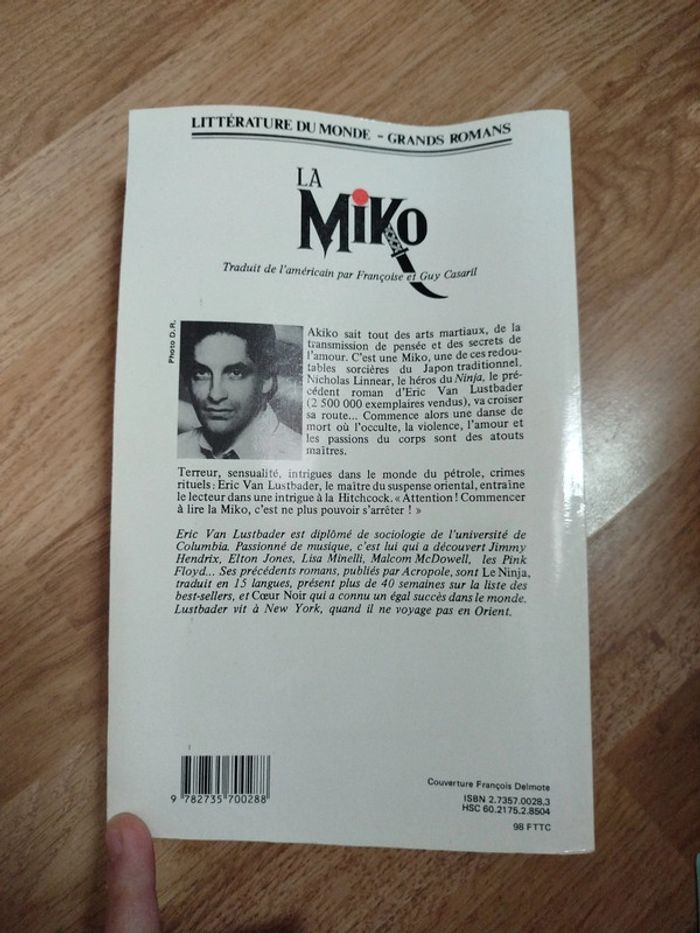 LITTÉRATURE DU MONDE - GRANDS ROMANS
LA
MiKO
Traduit de l'américain par Françoise et Guy Casaril
Photo D.R.
Akiko sait tout des arts martiaux, de la
transmission de pensée et des secrets de
l'amour. C'est une Miko, une de ces redou-
tables sorcières du Japon traditionnel.
Nicholas Linnear, le héros du Ninja, le pré-
cédent roman d'Eric Van Lustbader
(2 500 000 exemplaires vendus), va croiser
sa route... Commence alors une danse de
mort où l'occulte, la violence, l'amour et
les passions du corps sont des atouts
maîtres.
Terreur, sensualité, intrigues dans le monde du pétrole, crimes
rituels : Eric Van Lustbader, le maître du suspense oriental, entraîne
le lecteur dans une intrigue à la Hitchcock. « Attention ! Commencer
à lire la Miko, c'est ne plus pouvoir s'arrêter ! »
Eric Van Lustbader est diplômé de sociologie de l'université de
Columbia. Passionné de musique, c'est lui qui a découvert Jimmy
Hendrix, Elton Jones, Lisa Minelli, Malcom McDowell, les Pink
Floyd... Ses précédents romans, publiés par Acropole, sont Le Ninja,
traduit en 15 langues, présent plus de 40 semaines sur la liste des
best-sellers, et Cœur Noir qui a connu un égal succès dans le monde.
Lustbader vit à New York, quand il ne voyage pas en Orient.
9 782735 700288
Couverture François Delmote
ISBN 2.7357.0028.3
HSC 60.2175.2.8504
98 FTTC